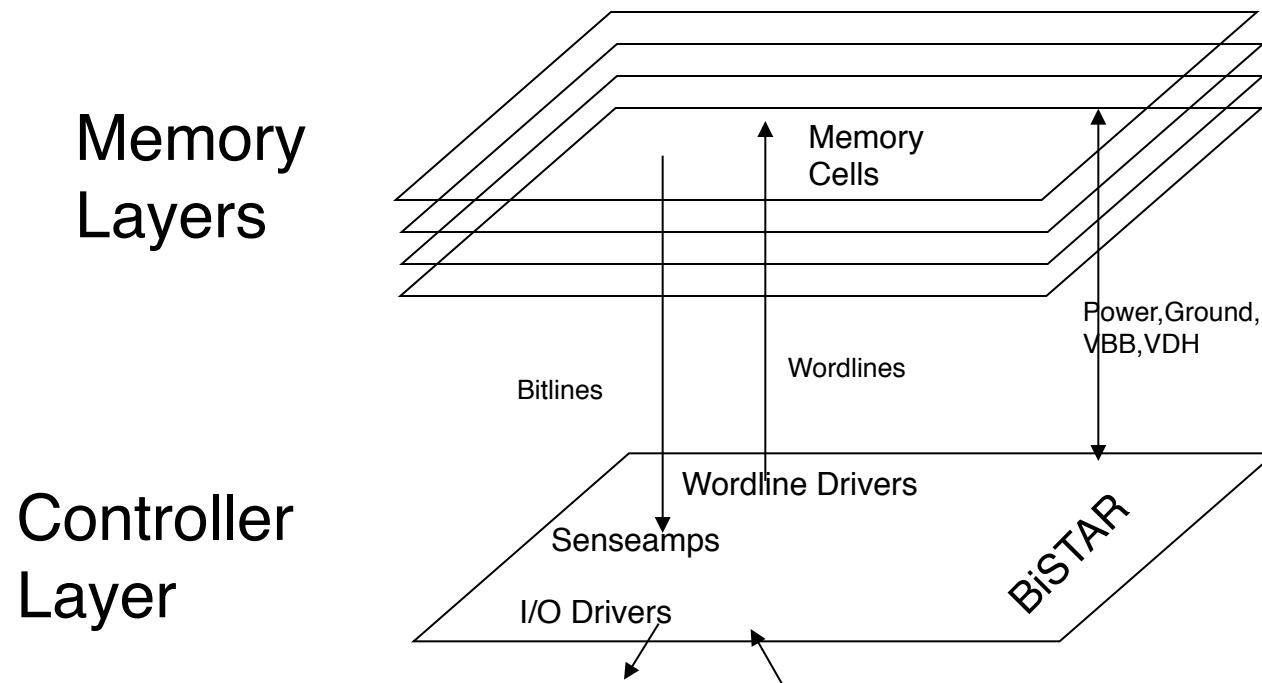 Memory
Layers
Memory
Cells
Power,Ground,
VBB,VDH
Wordlines
Bitlines
Controller
Layer
Wordline Drivers
Senseamps
BiSTAR
I/O Drivers